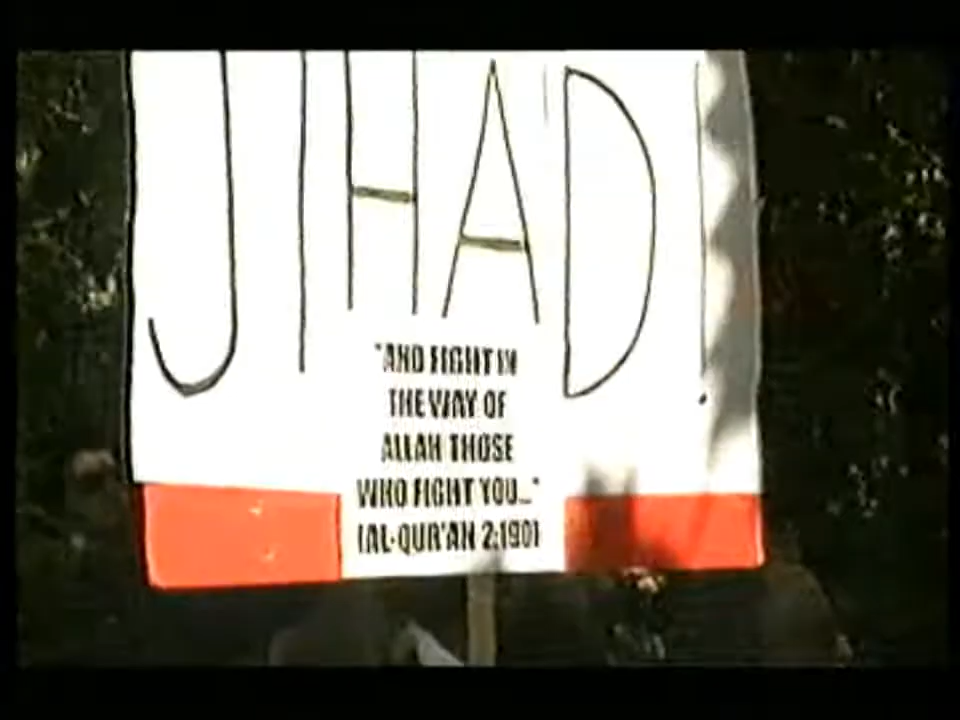 JIHAD!
"AND FIGHT IN
THE WAY OF
ALLAH THOSE
WHO FIGHT YOU..."
(AL-QUR'AN 2:190)